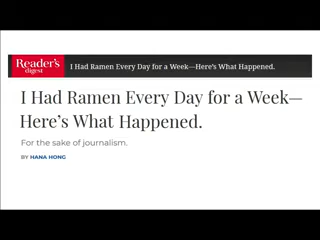 Reader's
digest
I Had Ramen Every Day for a Week—Here's What Happened.
I Had Ramen Every Day for a Week—
Here's What Happened.
For the sake of journalism.
BY HANA HONG